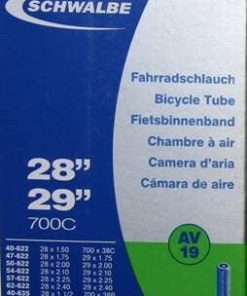 SCHWALBE
Fahrradschlauch
Bicycle Tube
Fietsbinnenband
Chambre à air
Camera d'aria
Cámara de aire
28"
29"
700C
AV
19
40-622 28 x 1.50 700 x 38C
47-622 28 x 1.75 29 x 1.75
50-622 28 x 2.00 29 x 2.00
54-622 28 x 2.10 29 x 2.10
57-622 28 x 2.25 29 x 2.25
62-622 29 x 2.40
40-635 28 x 1 1/2